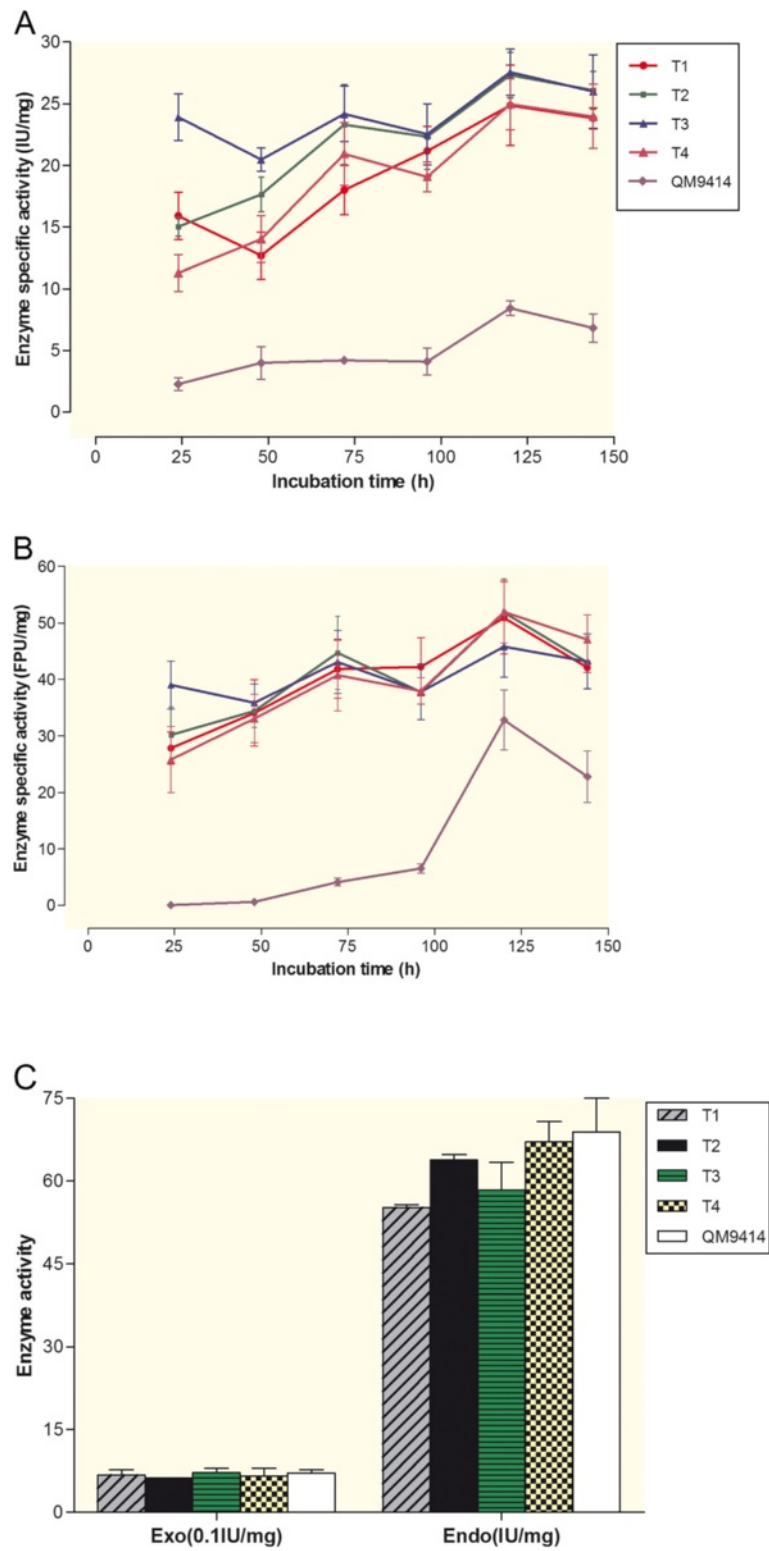 A
30
25
20
15
10
5
0
Enzyme specific activity (IU/mg)
0 25 50 75 100 125 150
Incubation time (h)
T1
T2
T3
T4
QM9414
B
60
50
40
30
20
10
0
Enzyme specific activity (FPU/mg)
0 25 50 75 100 125 150
Incubation time (h)
C
75
60
45
30
15
0
Enzyme activity
Exo(0.1IU/mg) Endo(IU/mg)
T1
T2
T3
T4
QM9414